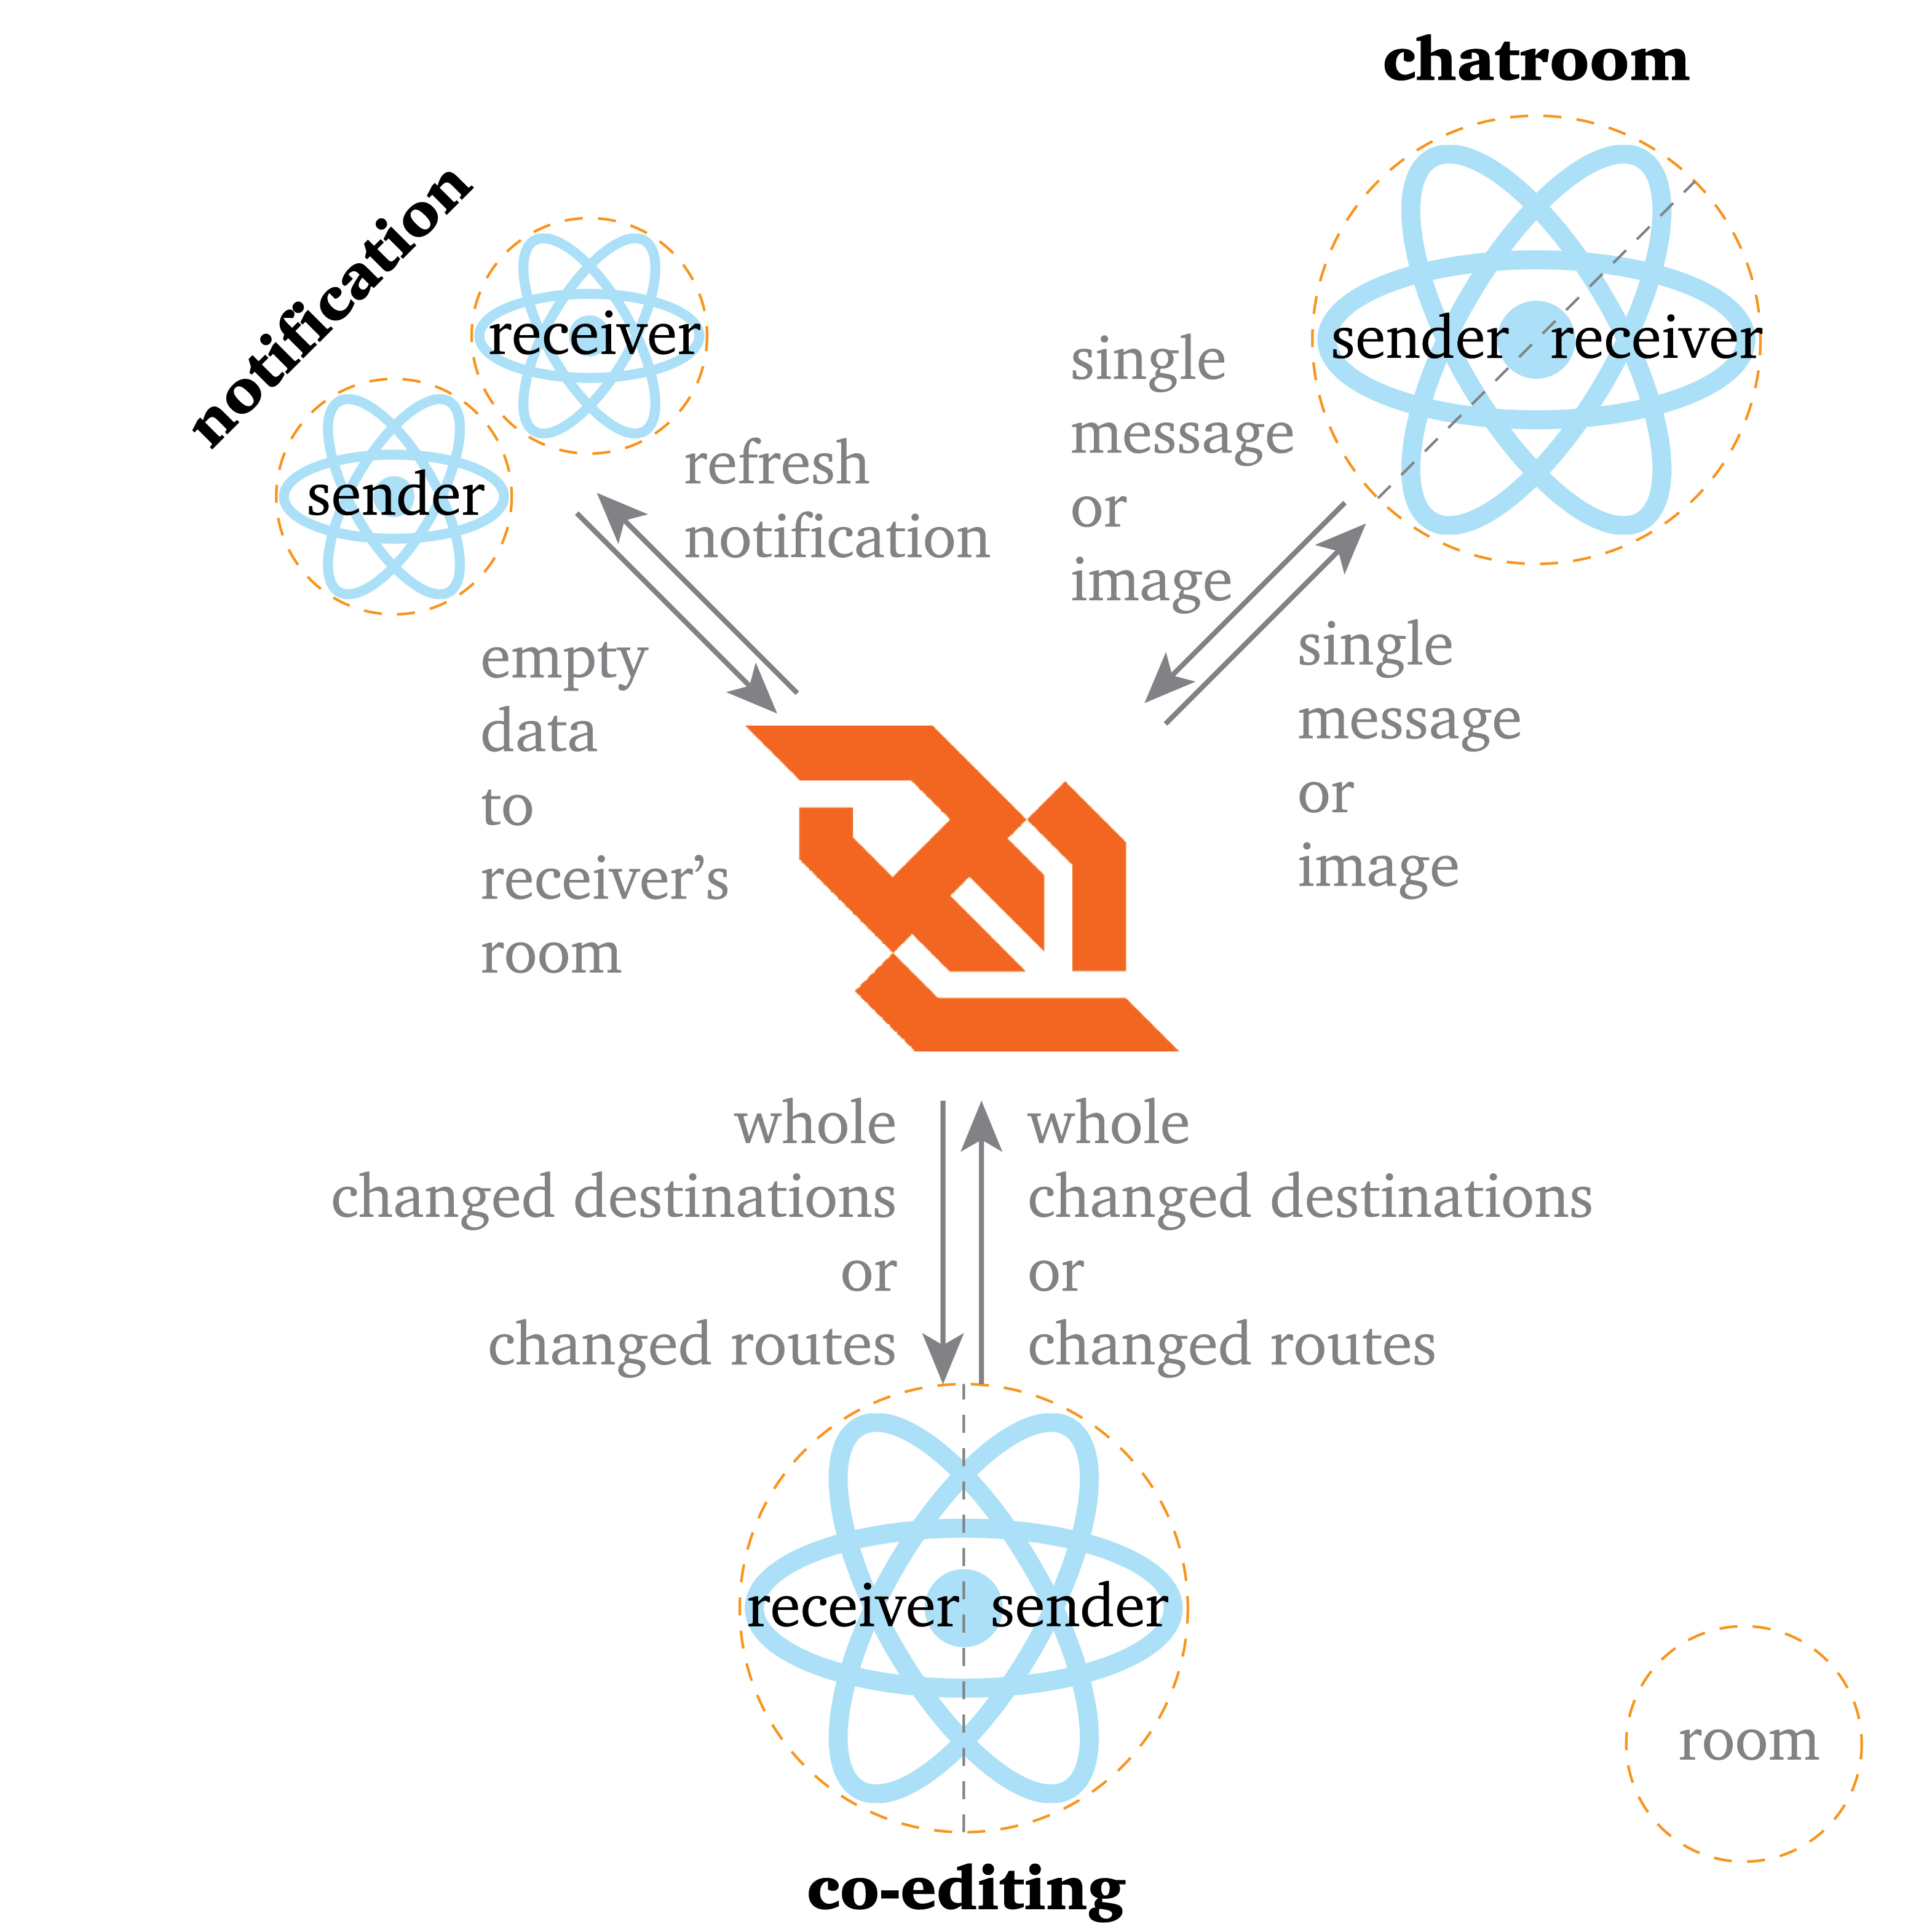 chatroom
notification
receiver
sender
sender receiver
refresh
notification
single
message
or
image
empty
data
to
receiver's
room
single
message
or
image
whole
changed destinations
or
changed routes
whole
changed destinations
or
changed routes
receiver sender
room
co-editing